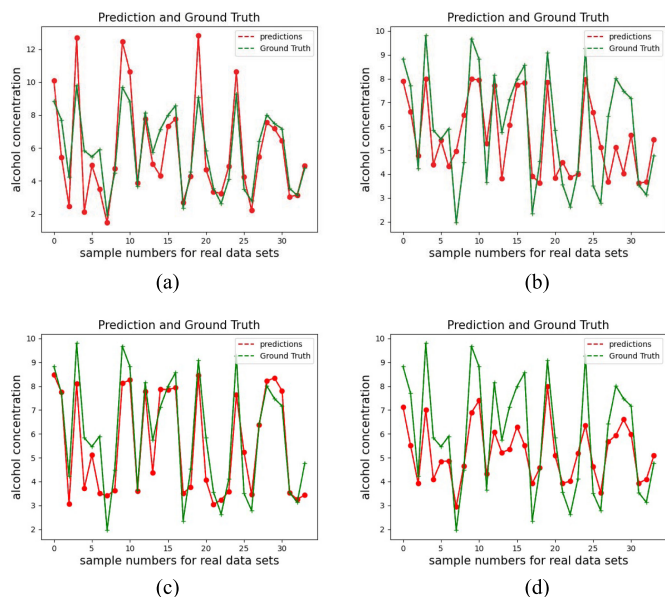 Prediction and Ground Truth
predictions
Ground Truth
alcohol concentration
12
10
8
6
4
2
0 5 10 15 20 25 30
sample numbers for real data sets
(a)
Prediction and Ground Truth
predictions
Ground Truth
alcohol concentration
10
9
8
7
6
5
4
3
2
0 5 10 15 20 25 30
sample numbers for real data sets
(b)
Prediction and Ground Truth
predictions
Ground Truth
alcohol concentration
10
9
8
7
6
5
4
3
2
0 5 10 15 20 25 30
sample numbers for real data sets
(c)
Prediction and Ground Truth
predictions
Ground Truth
alcohol concentration
10
9
8
7
6
5
4
3
2
0 5 10 15 20 25 30
sample numbers for real data sets
(d)